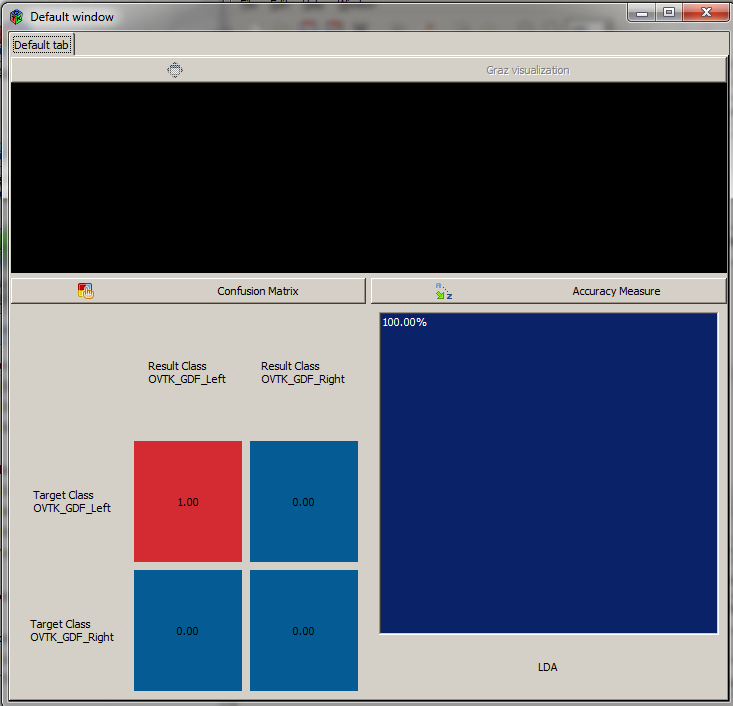 Default window
Default tab
Graz visualization
Confusion Matrix
Accuracy Measure
100.00%
Result Class
OVTK_GDF_Left
Result Class
OVTK_GDF_Right
Target Class
OVTK_GDF_Left
1.00
0.00
Target Class
OVTK_GDF_Right
0.00
0.00
LDA